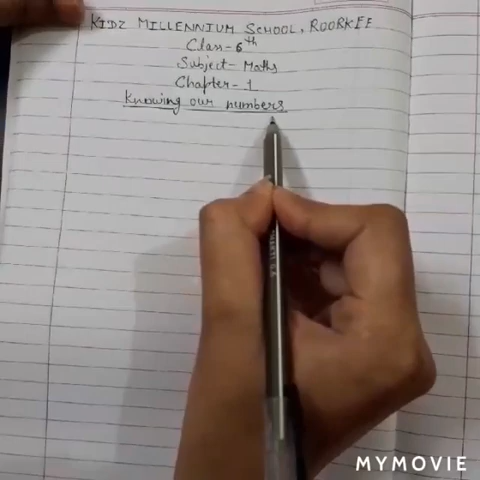 KIDZ MILLENNIUM SCHOOL, ROORKEE
Class-6th
Subject- Maths
Chapter-1
Knowing our numbers
MYMOVIE